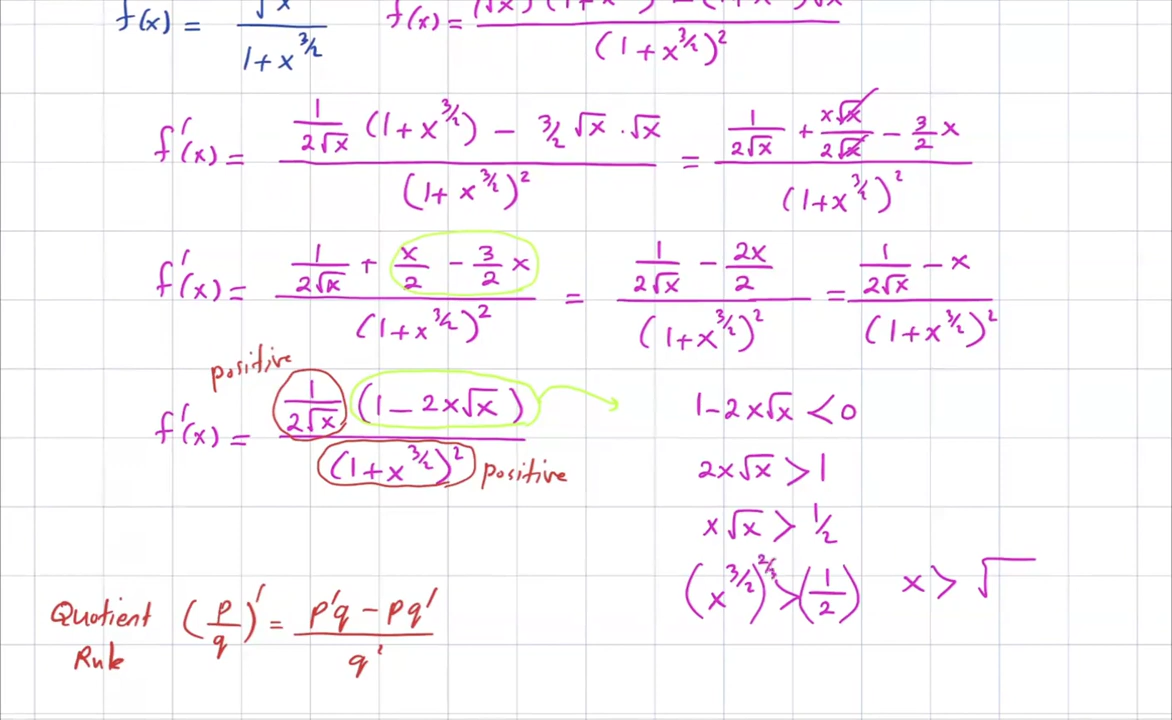 f(x) = √x / (1+x^(3/2))
f'(x) = / (1+x^(3/2))²
f'(x) = (1/(2√x) (1+x^(3/2)) − 3/2 √x · √x) / (1+x^(3/2))² = (1/(2√x) + x√x/(2√x) − 3/2 x) / (1+x^(3/2))²
f'(x) = (1/(2√x) + x/2 − 3/2 x) / (1+x^(3/2))² = (1/(2√x) − 2x/2) / (1+x^(3/2))² = (1/(2√x) − x) / (1+x^(3/2))²
positive
f'(x) = 1/(2√x) (1−2x√x) / (1+x^(3/2))² positive
1−2x√x < 0
2x√x > 1
x√x > 1/2
(x^(3/2))^(2/3) > (1/2) x > √
Quotient Rule (p/q)' = (p'q − pq') / q'